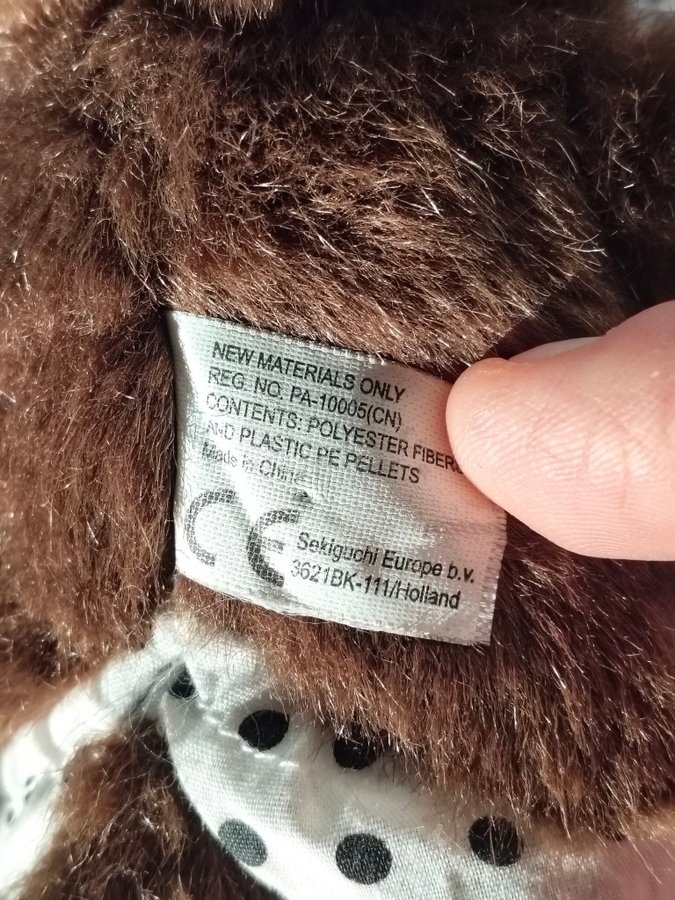 NEW MATERIALS ONLY
REG. NO. PA-10005(CN)
CONTENTS: POLYESTER FIBERS
AND PLASTIC PE PELLETS
Made in China
CE
Sekiguchi Europe b.v.
3621BK-111/Holland